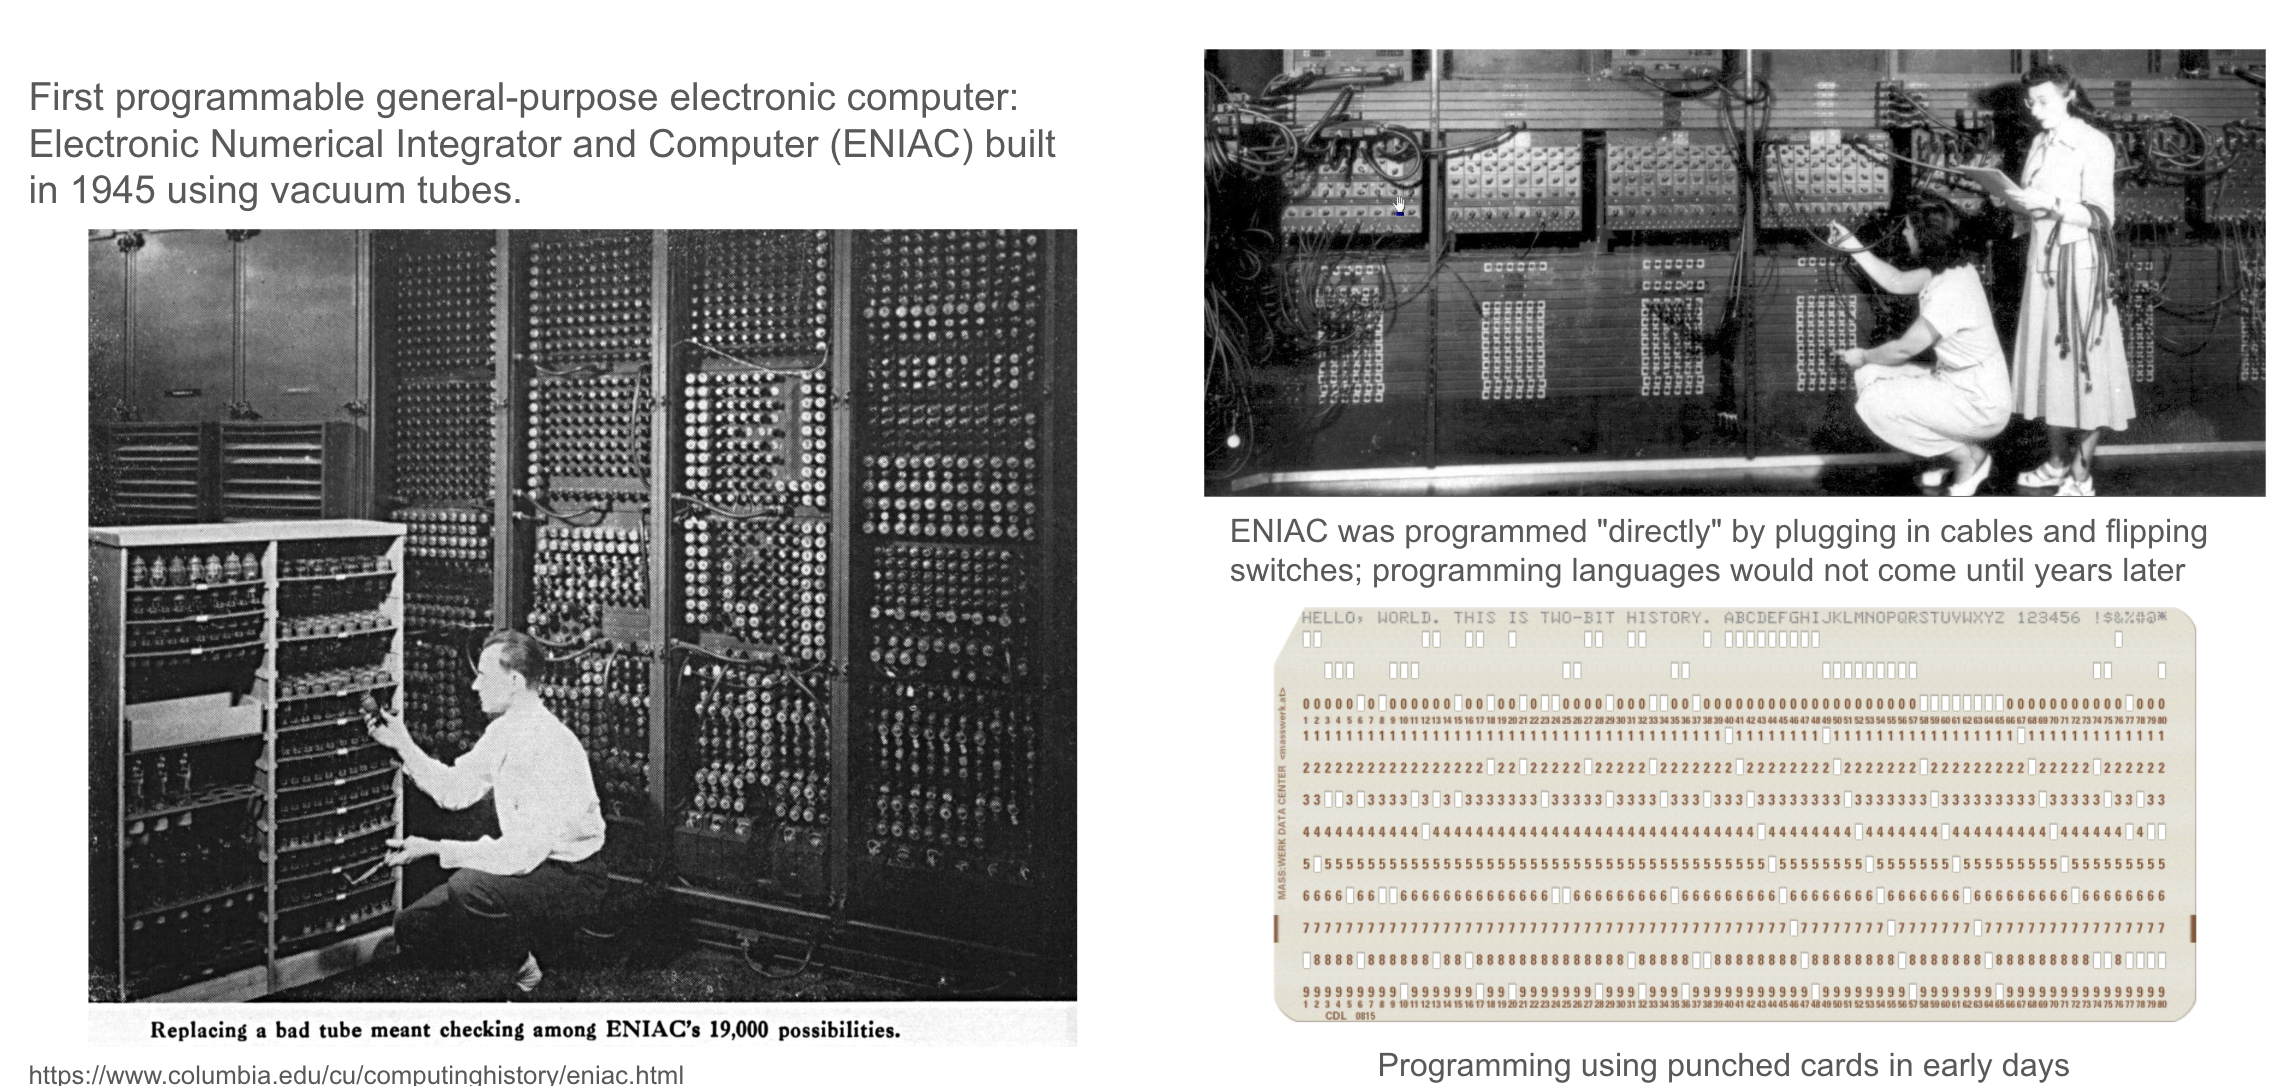 First programmable general-purpose electronic computer:
Electronic Numerical Integrator and Computer (ENIAC) built
in 1945 using vacuum tubes.
Replacing a bad tube meant checking among ENIAC's 19,000 possibilities.
https://www.columbia.edu/cu/computinghistory/eniac.html
ENIAC was programmed "directly" by plugging in cables and flipping
switches; programming languages would not come until years later
HELLO, WORLD. THIS IS TWO-BIT HISTORY. ABCDEFGHIJKLMNOPQRSTUVWXYZ 123456 !$&%#@*
MASS:WERK DATA CENTER <masswerk.at>
CDL 0815
Programming using punched cards in early days